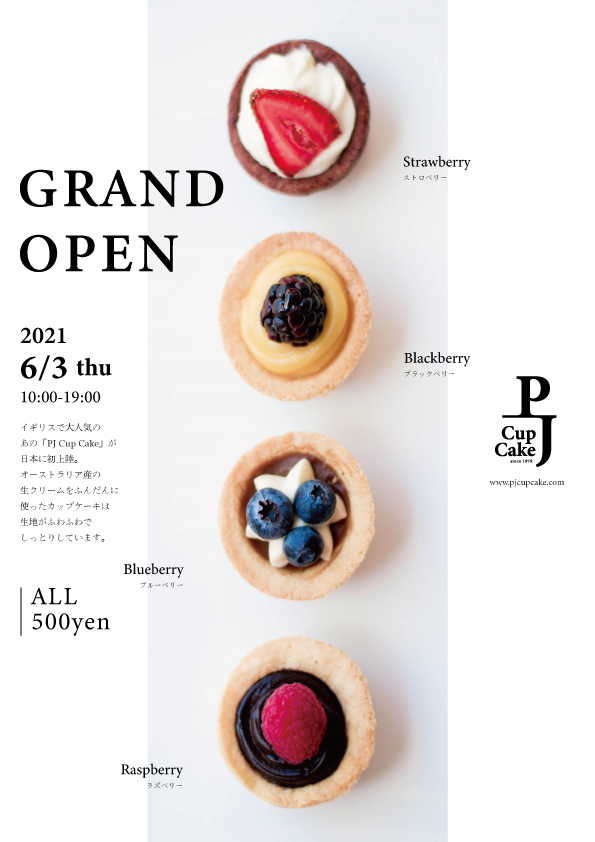 GRAND
OPEN
2021
6/3 thu
10:00-19:00
イギリスで大人気の
あの「PJ Cup Cake」が
日本に初上陸。
オーストラリア産の
生クリームをふんだんに
使ったカップケーキは
生地がふわふわで
しっとりしています。
ALL
500yen
Strawberry
ストロベリー
Blackberry
ブラックベリー
Blueberry
ブルーベリー
Raspberry
ラズベリー
PJ
Cup
Cake
since 1979
www.pjcupcake.com